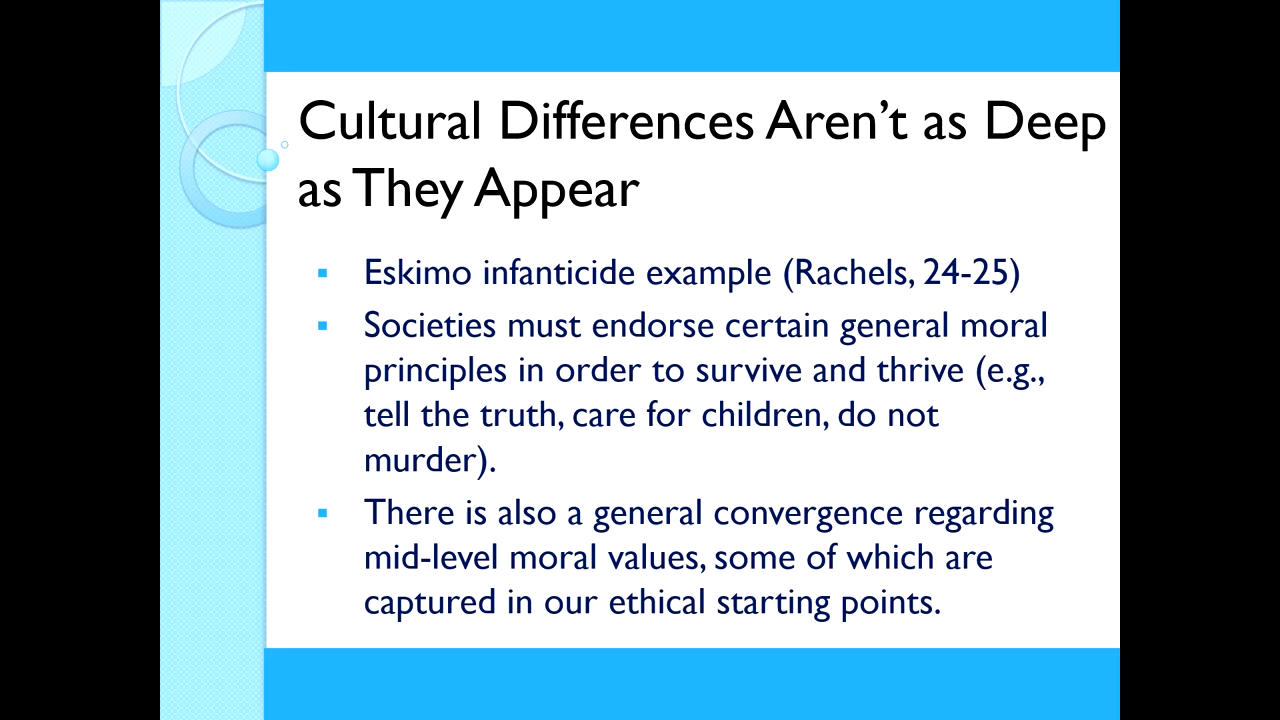 Cultural Differences Aren’t as Deep
as They Appear
▪ Eskimo infanticide example (Rachels, 24-25)
▪ Societies must endorse certain general moral
principles in order to survive and thrive (e.g.,
tell the truth, care for children, do not
murder).
▪ There is also a general convergence regarding
mid-level moral values, some of which are
captured in our ethical starting points.